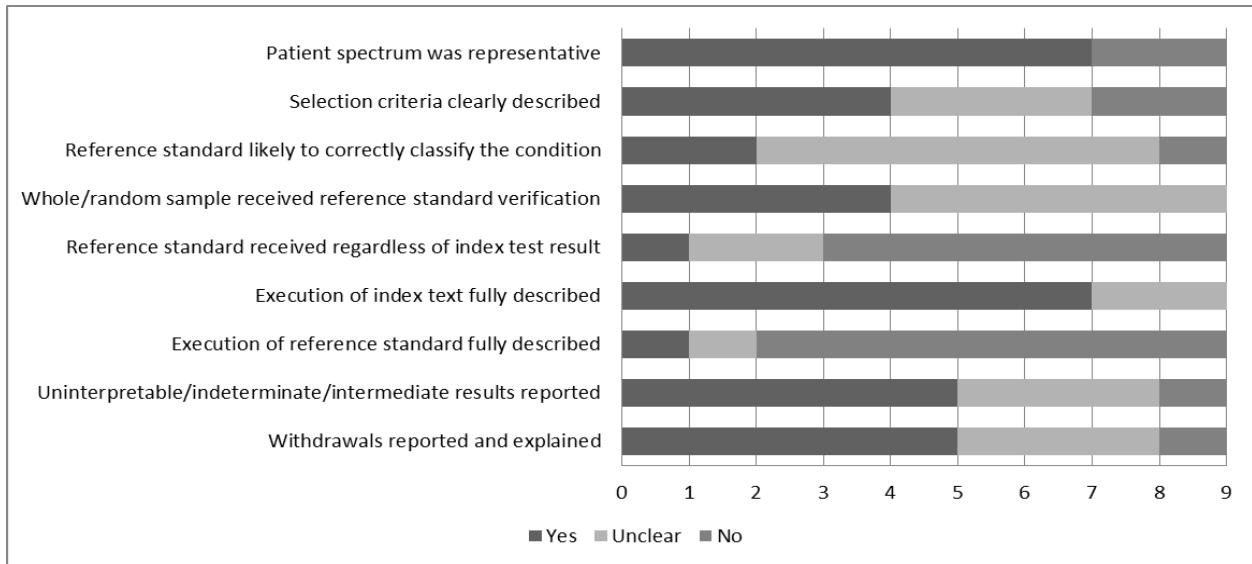 Patient spectrum was representative
Selection criteria clearly described
Reference standard likely to correctly classify the condition
Whole/random sample received reference standard verification
Reference standard received regardless of index test result
Execution of index text fully described
Execution of reference standard fully described
Uninterpretable/indeterminate/intermediate results reported
Withdrawals reported and explained
0 1 2 3 4 5 6 7 8 9
Yes Unclear No